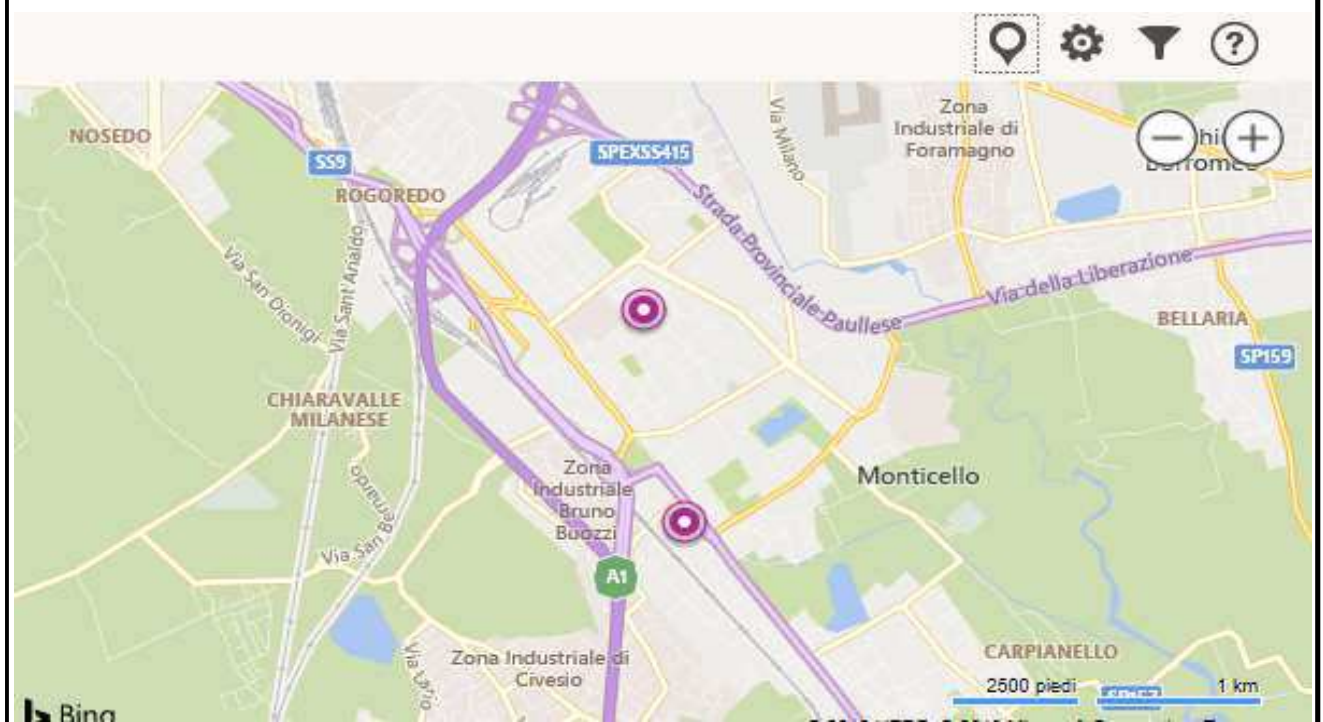 ?
NOSEDO
SS9
SPEXSS415
Via Milano
Zona
Industriale di
Foramagno
ROGOREDO
Strada Provinciale Paullese
Via San Dionigi
Via Sant'Arialdo
Via della Liberazione
BELLARIA
SP159
CHIARAVALLE
MILANESE
Zona
Industriale
Bruno
Buozzi
Monticello
Via San Bernardo
A1
Zona Industriale di
Civesio
CARPIANELLO
2500 piedi
1 km
Bing